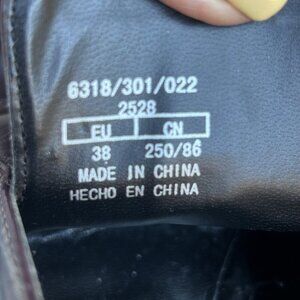 6318/301/022
2528
EU CN
38 250/86
MADE IN CHINA
HECHO EN CHINA